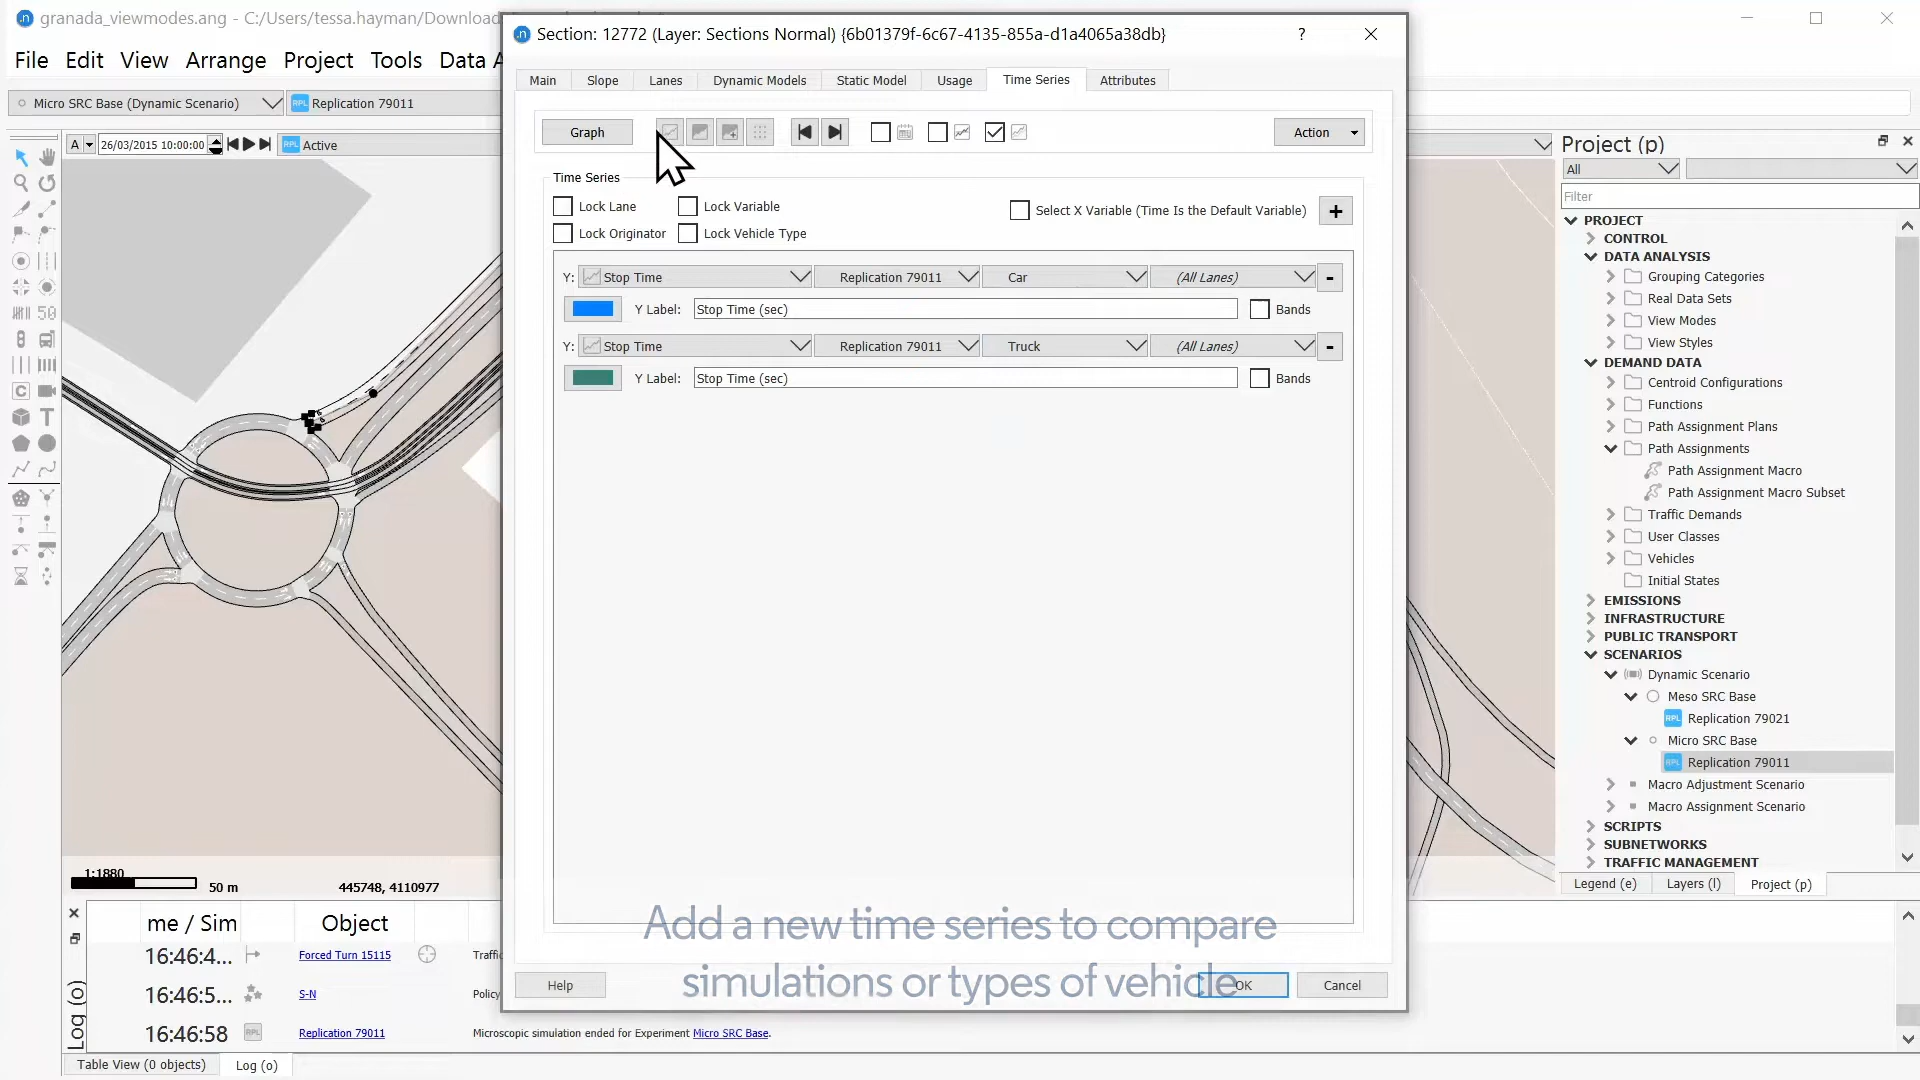 granada_viewmodes.ang - C:/Users/tessa.hayman/Download
Section: 12772 (Layer: Sections Normal) {6b01379f-6c67-4135-855a-d1a4065a38db}
?
File Edit View Arrange Project Tools Data A
Main Slope Lanes Dynamic Models Static Model Usage Time Series Attributes
Micro SRC Base (Dynamic Scenario) RPL Replication 79011
Graph Action
A 26/03/2015 10:00:00 RPL Active
Project (p)
All
Filter
Time Series
Lock Lane Lock Variable
Select X Variable (Time Is the Default Variable) +
Lock Originator Lock Vehicle Type
Y: Stop Time Replication 79011 Car (All Lanes) -
Y Label: Stop Time (sec) Bands
Y: Stop Time Replication 79011 Truck (All Lanes) -
Y Label: Stop Time (sec) Bands
PROJECT
CONTROL
DATA ANALYSIS
Grouping Categories
Real Data Sets
View Modes
View Styles
DEMAND DATA
Centroid Configurations
Functions
Path Assignment Plans
Path Assignments
Path Assignment Macro
Path Assignment Macro Subset
Traffic Demands
User Classes
Vehicles
Initial States
EMISSIONS
INFRASTRUCTURE
PUBLIC TRANSPORT
SCENARIOS
Dynamic Scenario
Meso SRC Base
RPL Replication 79021
Micro SRC Base
RPL Replication 79011
Macro Adjustment Scenario
Macro Assignment Scenario
SCRIPTS
SUBNETWORKS
TRAFFIC MANAGEMENT
Legend (e) Layers (l) Project (p)
1:1880
50 m 445748, 4110977
Add a new time series to compare
simulations or types of vehicle
Help OK Cancel
me / Sim Object
16:46:4... Forced Turn 15115 Traffic
16:46:5... S-N Policy
16:46:58 RPL Replication 79011 Microscopic simulation ended for Experiment Micro SRC Base.
Log (o)
Table View (0 objects) Log (o)